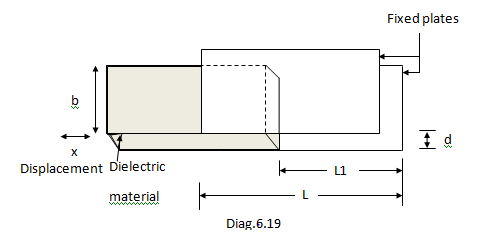 Fixed plates
b
d
x
Displacement Dielectric
material
L1
L
Diag.6.19